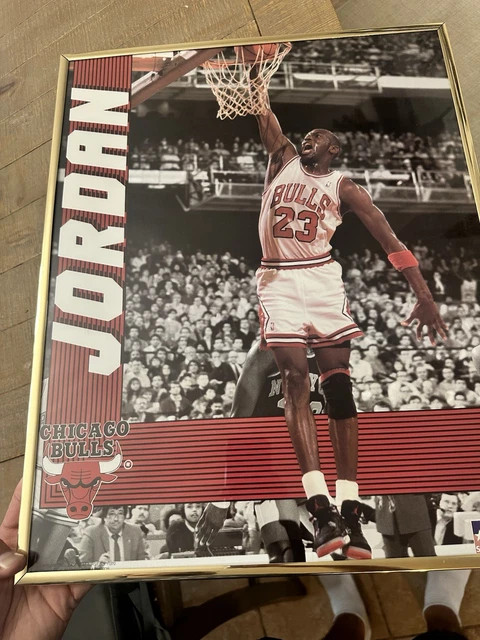 JORDAN
CHICAGO
BULLS
®
BULLS
23